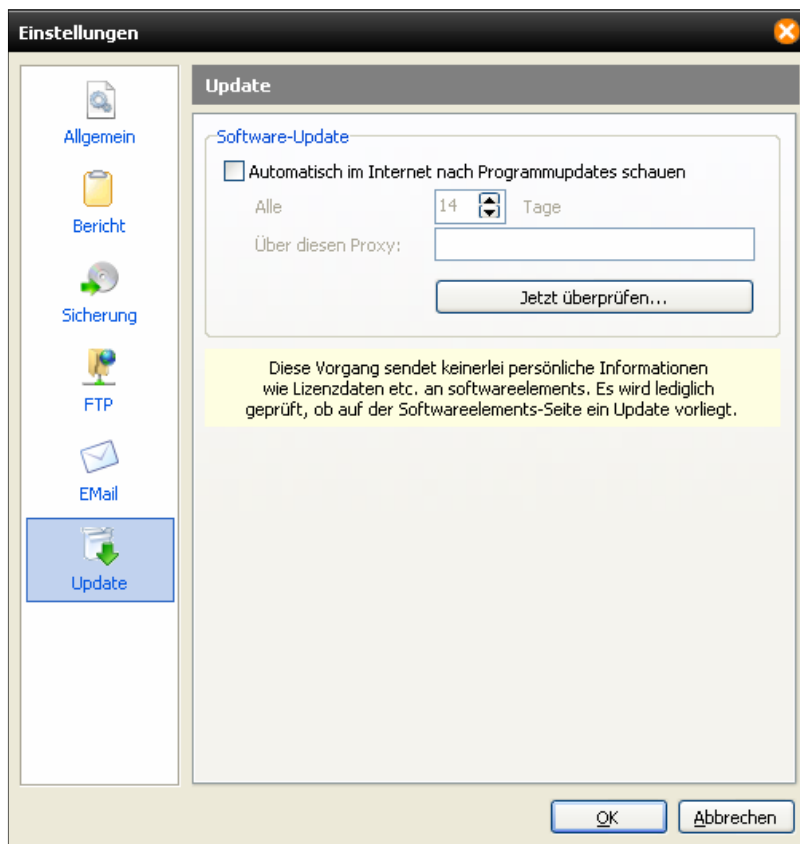 Einstellungen
Allgemein
Bericht
Sicherung
FTP
EMail
Update
Update
Software-Update
Automatisch im Internet nach Programmupdates schauen
Alle 14 Tage
Über diesen Proxy:
Jetzt überprüfen...
Diese Vorgang sendet keinerlei persönliche Informationen
wie Lizenzdaten etc. an softwareelements. Es wird lediglich
geprüft, ob auf der Softwareelements-Seite ein Update vorliegt.
OK Abbrechen